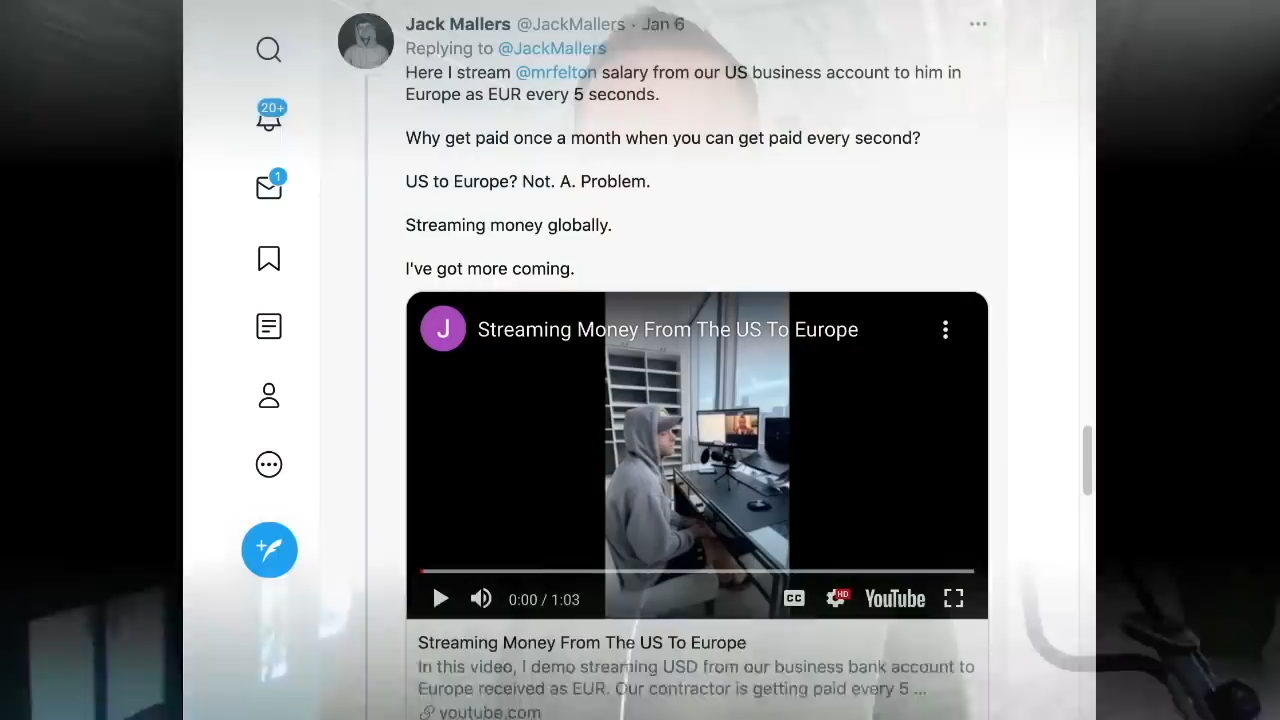 Jack Mallers @JackMallers · Jan 6
Replying to @JackMallers
Here I stream @mrfelton salary from our US business account to him in
Europe as EUR every 5 seconds.
Why get paid once a month when you can get paid every second?
US to Europe? Not. A. Problem.
Streaming money globally.
I've got more coming.
20+
1
J
Streaming Money From The US To Europe
0:00 / 1:03
CC
HD
YouTube
Streaming Money From The US To Europe
In this video, I demo streaming USD from our business bank account to
Europe received as EUR. Our contractor is getting paid every 5 ...
youtube.com